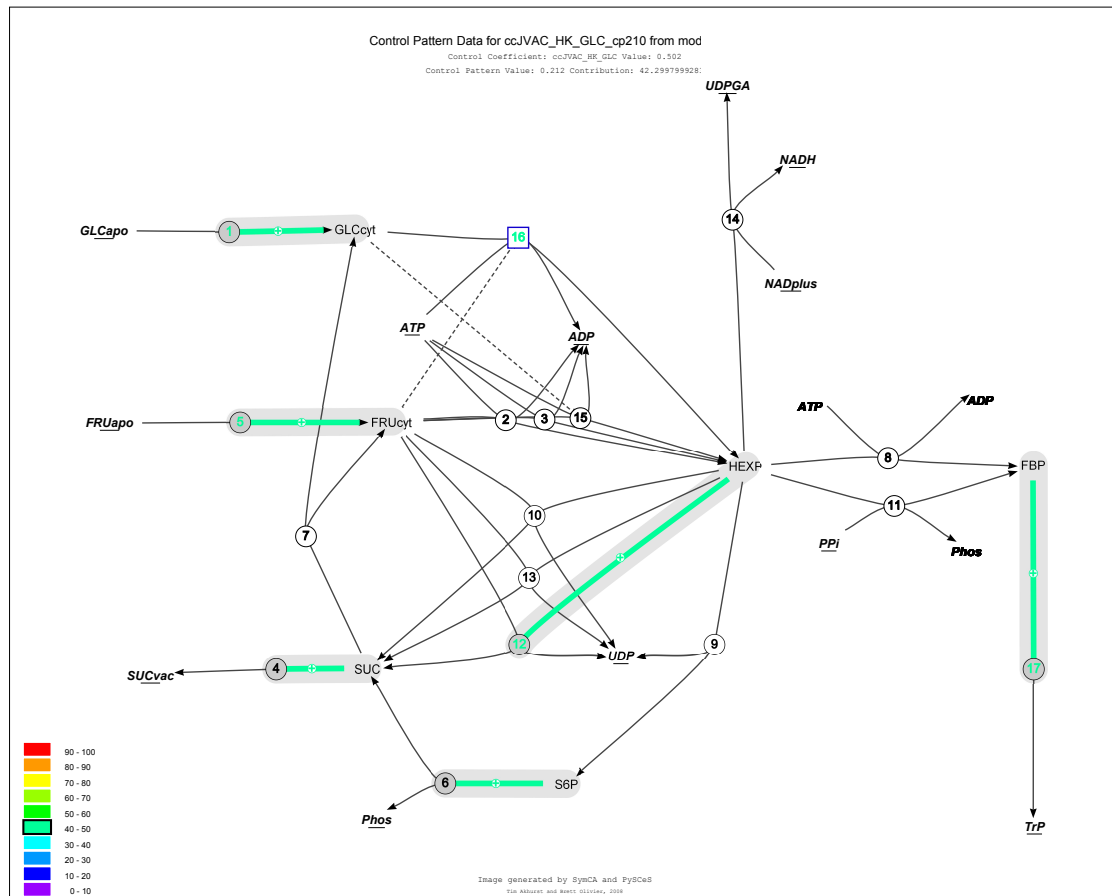 Control Pattern Data for ccJVAC_HK_GLC_cp210 from mod
Control Coefficient: ccJVAC_HK_GLC Value: 0.502
Control Pattern Value: 0.212 Contribution: 42.299799928
UDPGA
NADH
14
GLCapo
1
GLCcyt
16
NADplus
ATP
ADP
FRUapo
5
FRUcyt
2
3
15
ATP
ADP
8
HEXP
FBP
11
10
7
PPi
Phos
13
12
9
UDP
SUCvac
4
SUC
17
6
S6P
Phos
TrP
90 - 100
80 - 90
70 - 80
60 - 70
50 - 60
40 - 50
30 - 40
20 - 30
10 - 20
0 - 10
Image generated by SymCA and PySCeS
Tim Akhurst and Brett Olivier, 2006